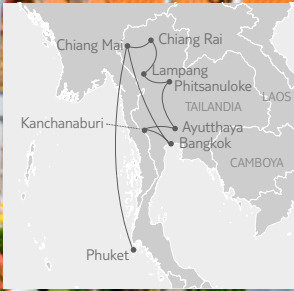 Chiang Mai
Chiang Rai
Lampang
Phitsanuloke
LAOS
TAILANDIA
Kanchanaburi
Ayutthaya
Bangkok
CAMBOYA
Phuket